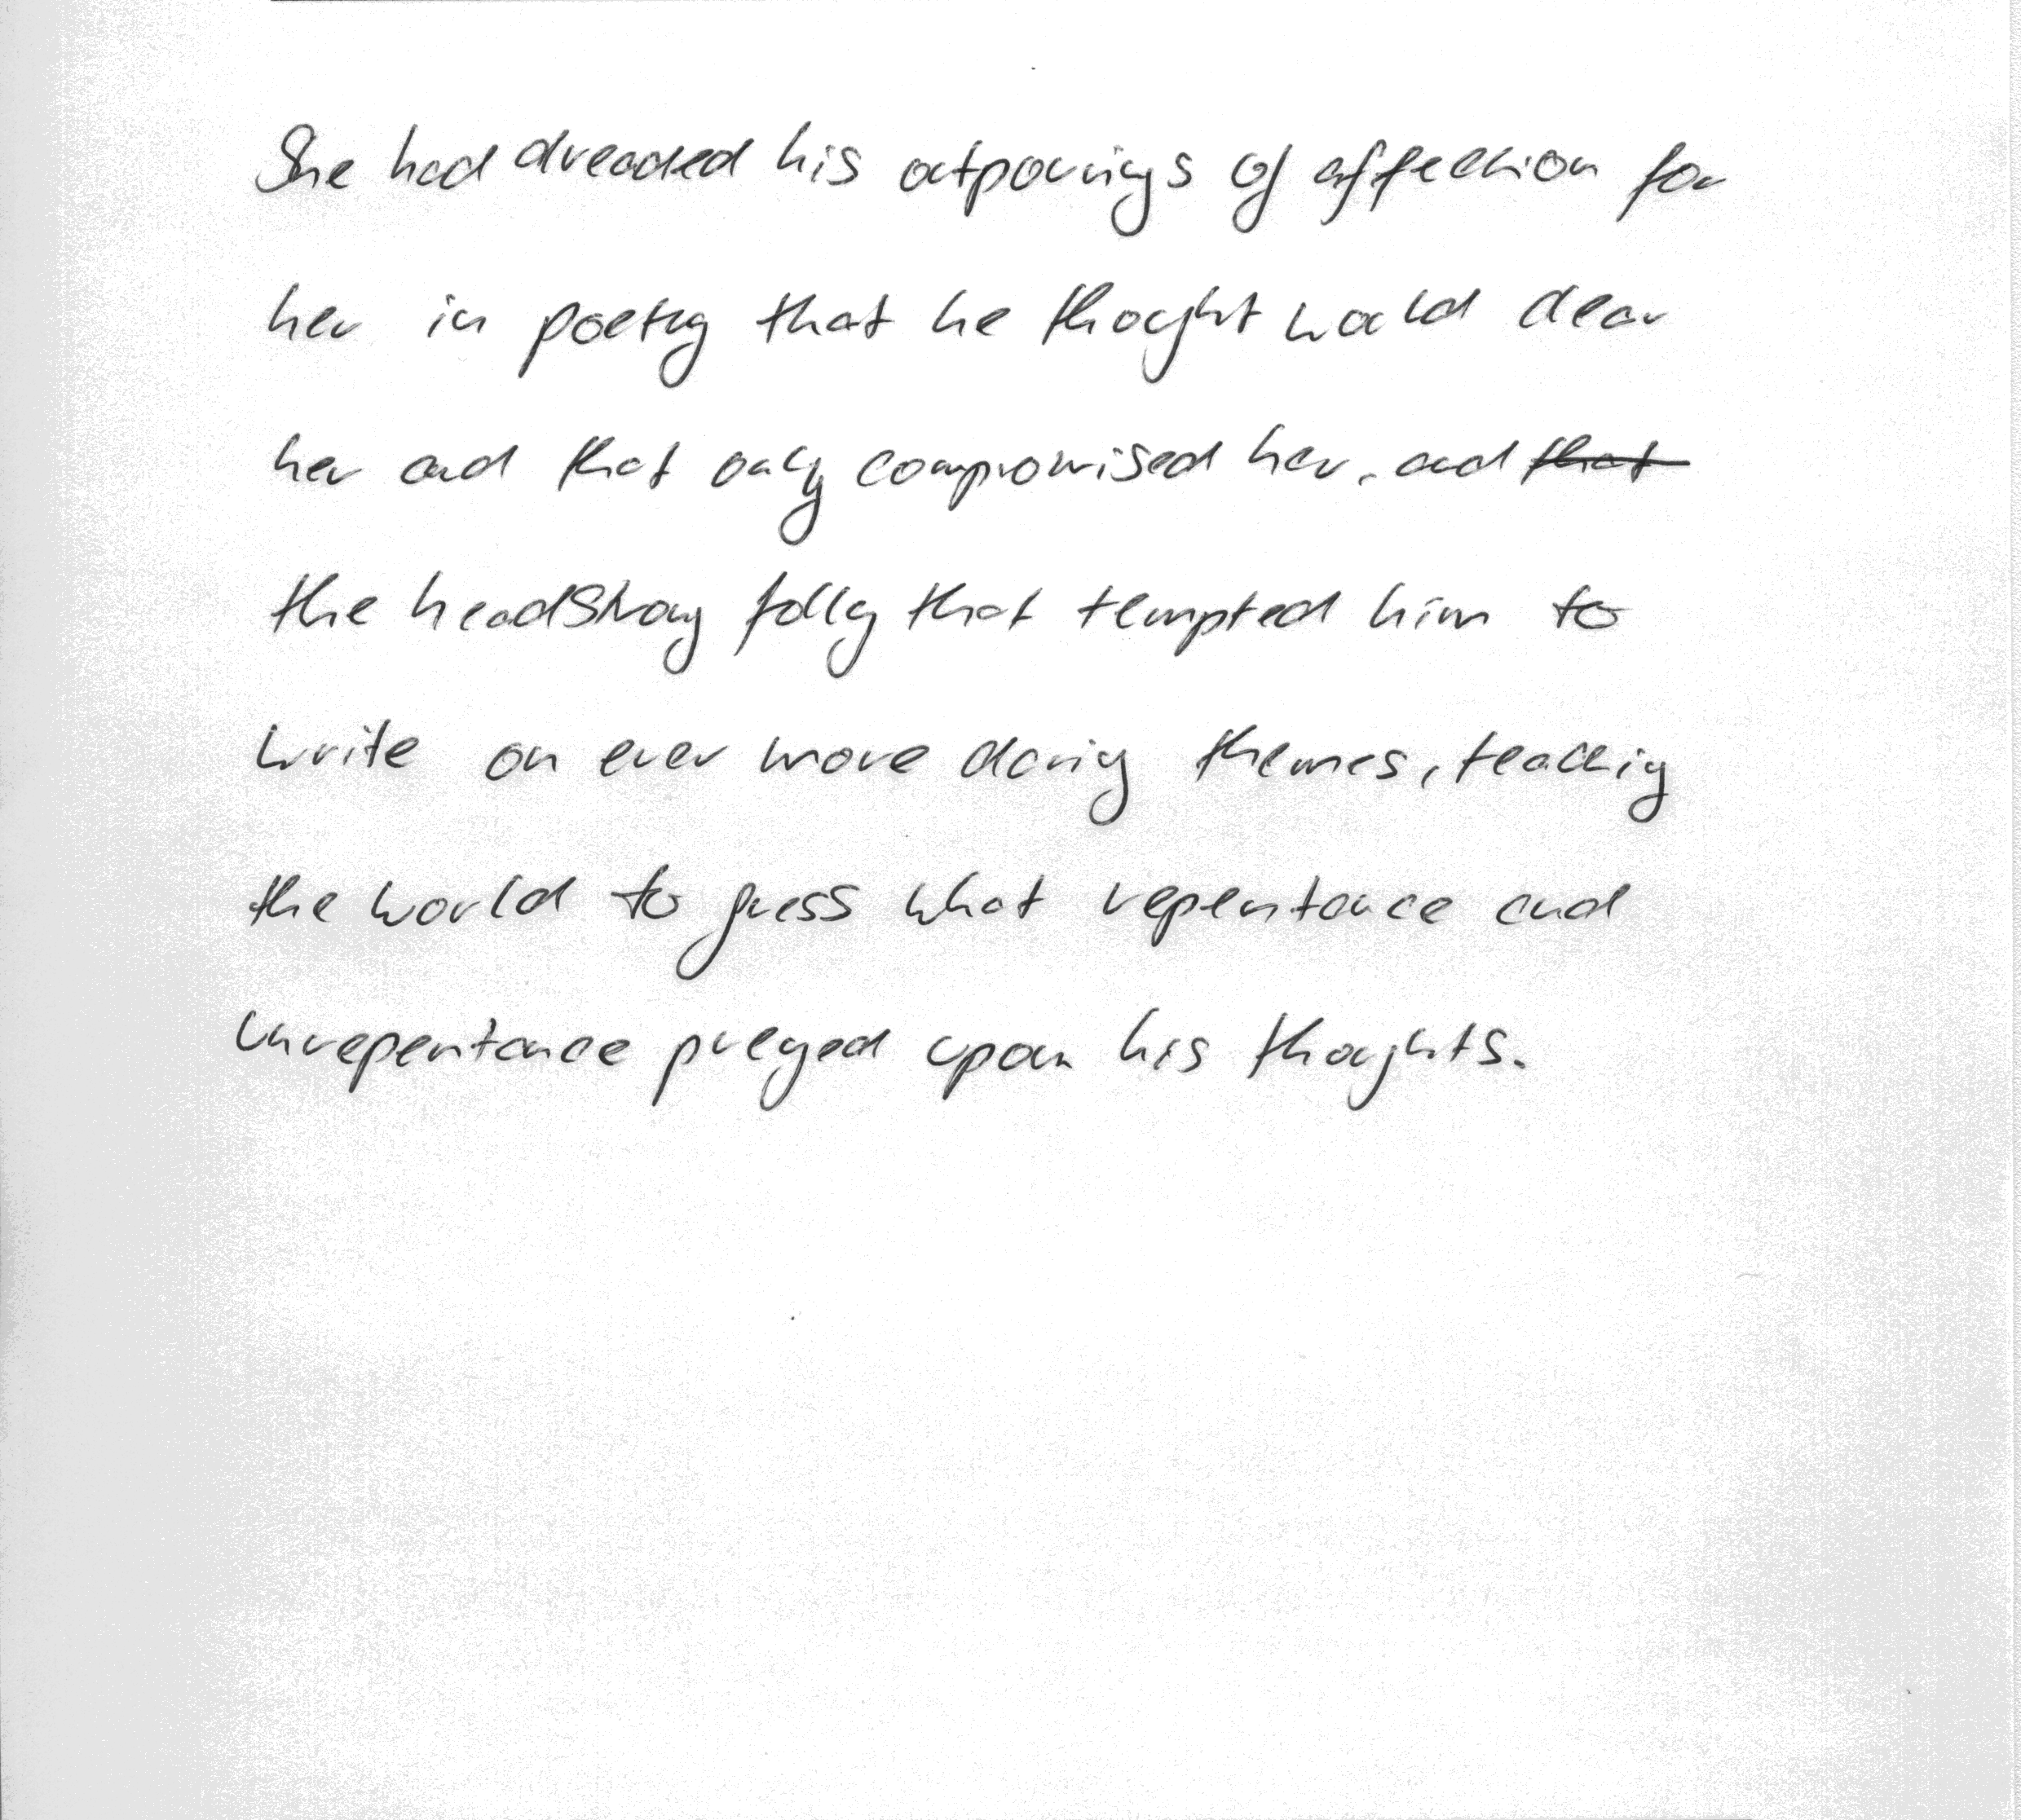 She had dreaded his outpourings of affection for
her in poetry that he thought would clear
her and that only compromised her, and that
the headstrong folly that tempted him to
write on ever more daring themes, teaching
the world to guess what repentance and
unrepentance preyed upon his thoughts.